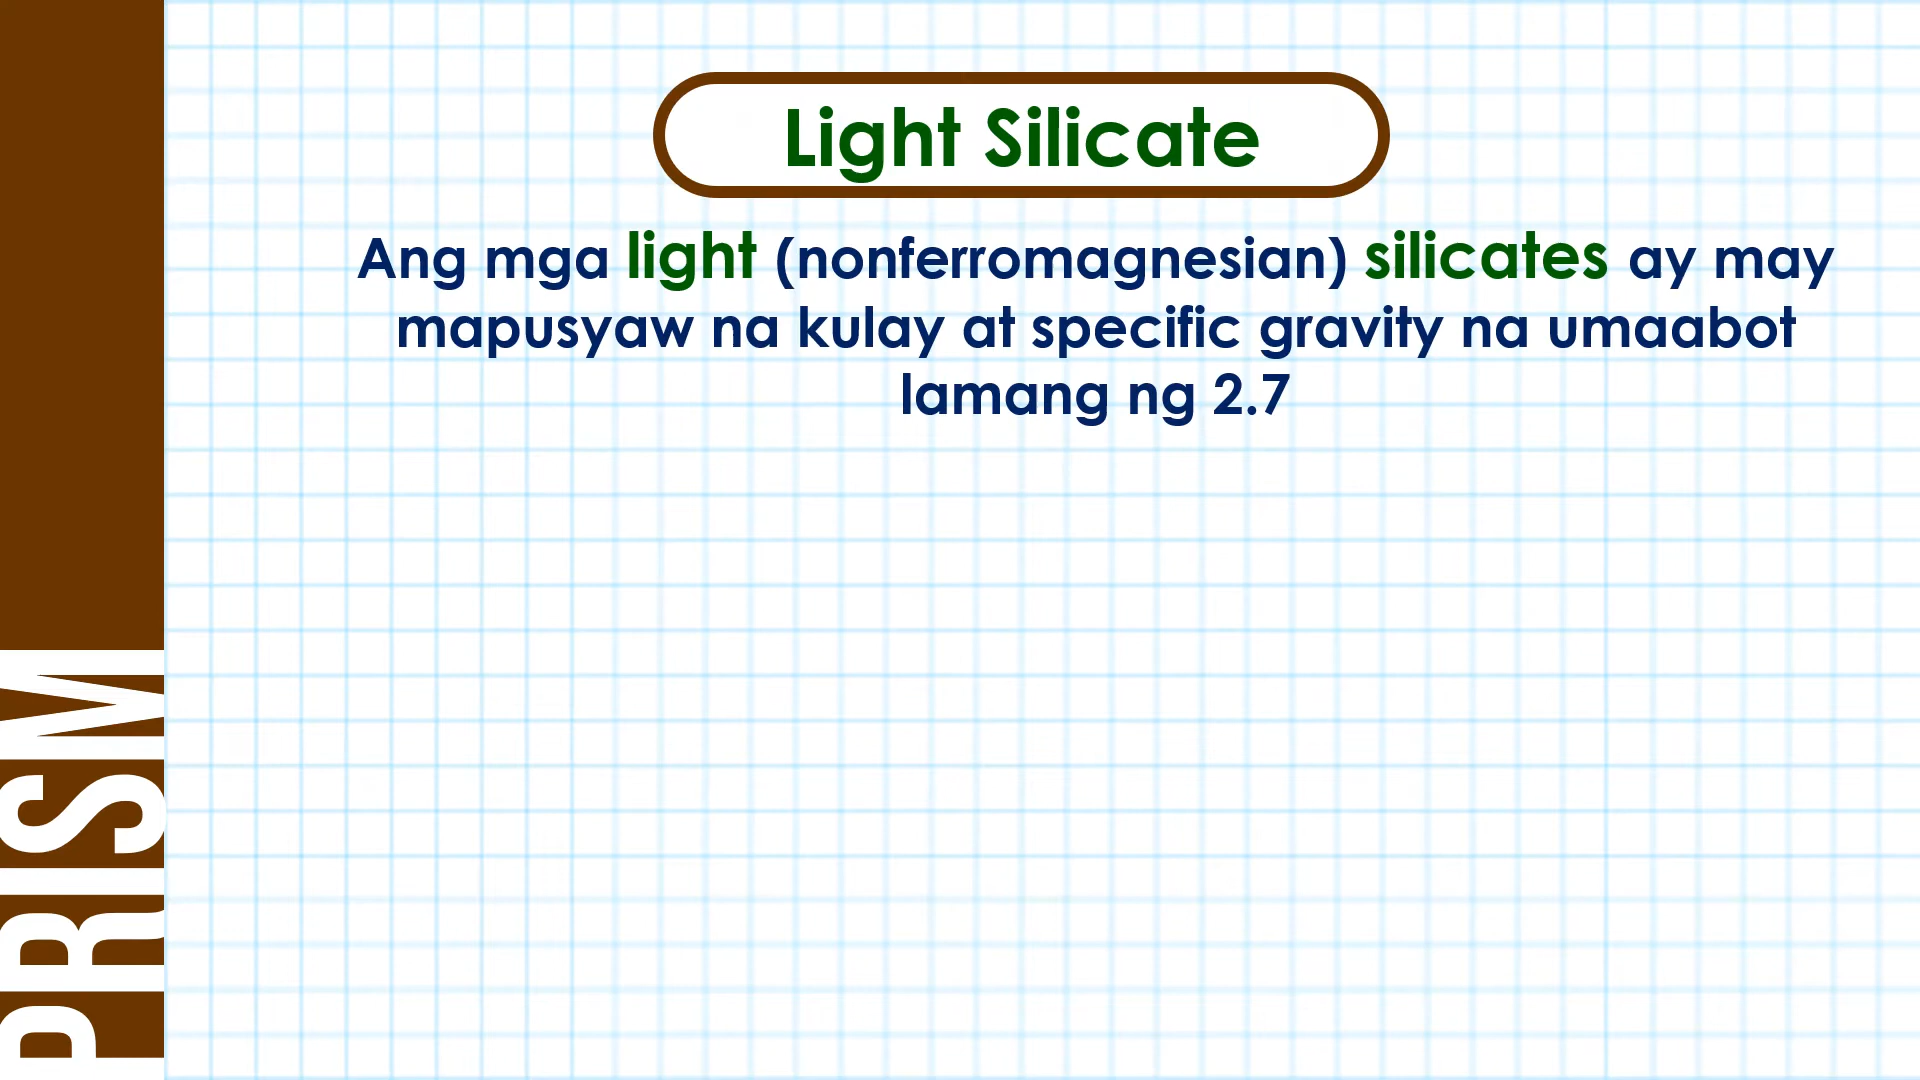 Light Silicate
Ang mga light (nonferromagnesian) silicates ay may
mapusyaw na kulay at specific gravity na umaabot
lamang ng 2.7
PRISM